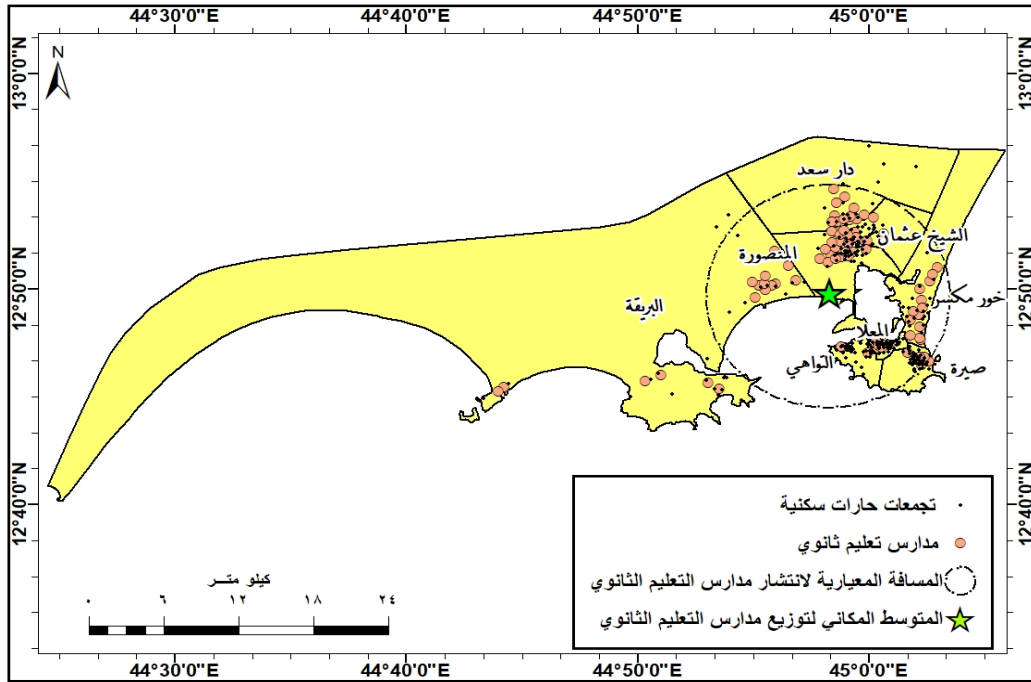 44°30'0"E 44°40'0"E 44°50'0"E 45°0'0"E
13°0'0"N 13°0'0"N
N
دار سعد
الشيخ عثمان
المنصورة
12°50'0"N 12°50'0"N
خور مكسر
البريقة
المعلا
التواهي
صيرة
12°40'0"N 12°40'0"N
تجمعات حارات سكنية
مدارس تعليم ثانوي
المسافة المعيارية لانتشار مدارس التعليم الثانوي
المتوسط المكاني لتوزيع مدارس التعليم الثانوي
كيلو متر
٠ ٦ ١٢ ١٨ ٢٤
44°30'0"E 44°40'0"E 44°50'0"E 45°0'0"E